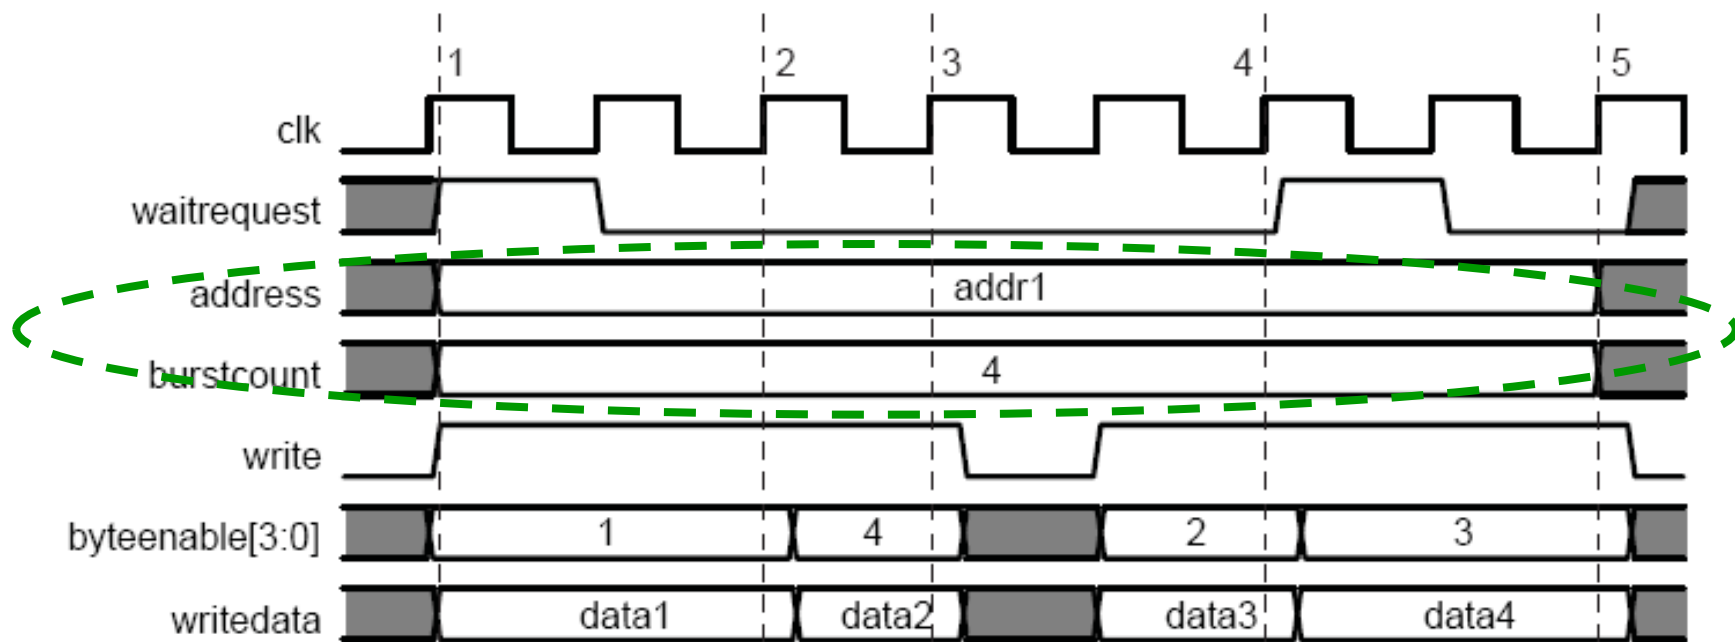 1 2 3 4 5
clk
waitrequest
address addr1
burstcount 4
write
byteenable[3:0] 1 4 2 3
writedata data1 data2 data3 data4